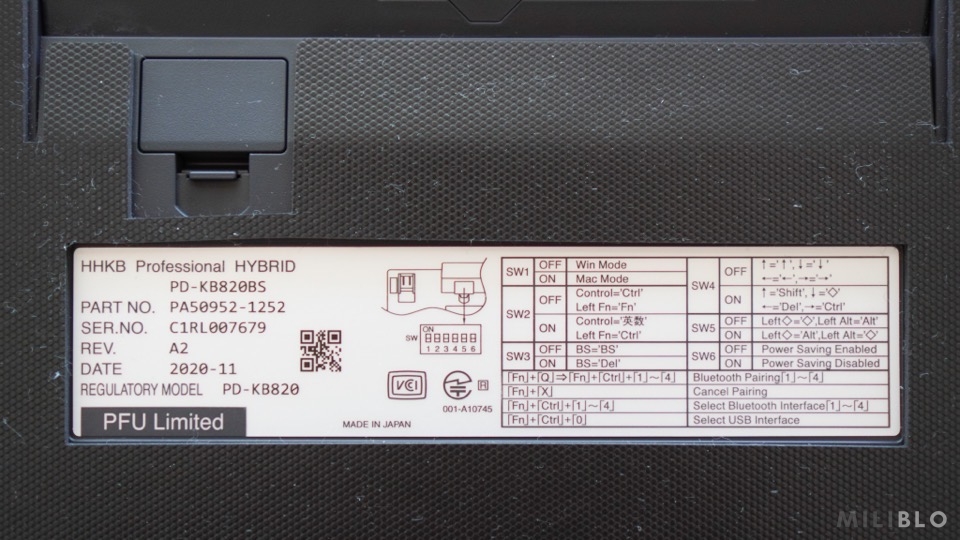 HHKB Professional HYBRID
PD-KB820BS
PART NO. PA50952-1252
SER.NO. C1RL007679
REV. A2
DATE 2020-11
REGULATORY MODEL PD-KB820
PFU Limited
MADE IN JAPAN
SW
ON
1 2 3 4 5 6
VCCI
001-A10745
SW1 OFF Win Mode
ON Mac Mode
SW2 OFF Control='Ctrl'
Left Fn='Fn'
ON Control='英数'
Left Fn='Ctrl'
SW3 OFF BS='BS'
ON BS='Del'
SW4 OFF ↑='↑',↓='↓'
←='←',→='→'
ON ↑='Shift',↓='◇'
←='Del',→='Ctrl'
SW5 OFF Left◇='◇',Left Alt='Alt'
ON Left◇='Alt',Left Alt='◇'
SW6 OFF Power Saving Enabled
ON Power Saving Disabled
｢Fn｣+｢Q｣⇒｢Fn｣+｢Ctrl｣+｢1｣～｢4｣ Bluetooth Pairing｢1｣～｢4｣
｢Fn｣+｢X｣ Cancel Pairing
｢Fn｣+｢Ctrl｣+｢1｣～｢4｣ Select Bluetooth Interface｢1｣～｢4｣
｢Fn｣+｢Ctrl｣+｢0｣ Select USB Interface
MILIBLO